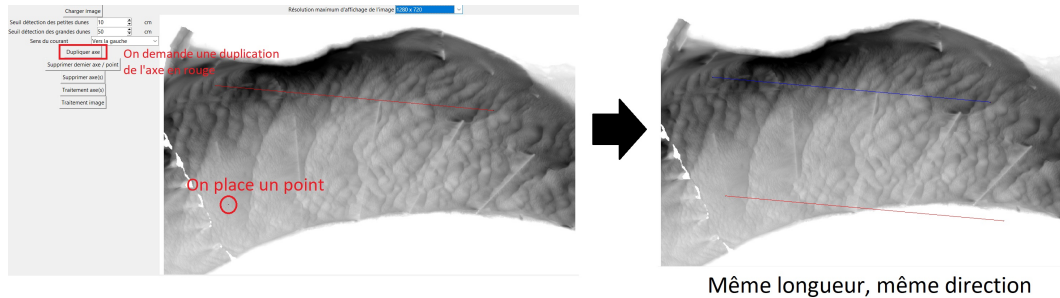 Charger image
Résolution maximum d'affichage de l'image 1280 x 720
Seuil détection des petites dunes 10 cm
Seuil détection des grandes dunes 50 cm
Sens du courant Vers la gauche
Dupliquer axe
On demande une duplication
Supprimer dernier axe / point
de l'axe en rouge
Supprimer axe(s)
Traitement axe(s)
Traitement image
On place un point
Même longueur, même direction